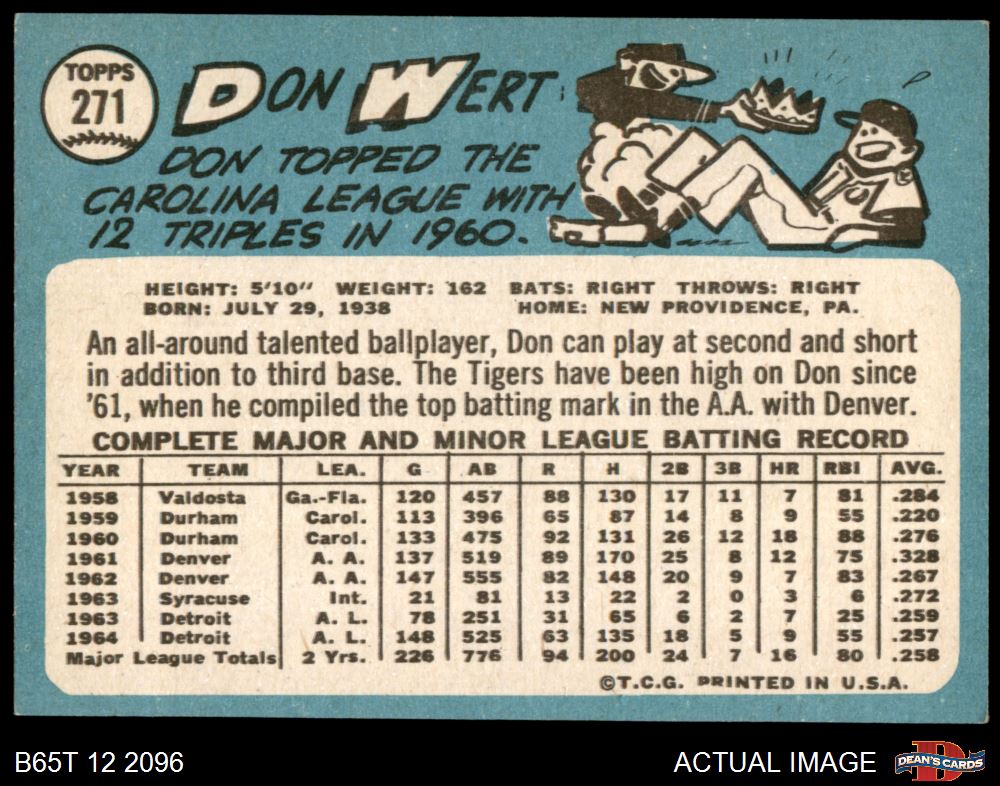 TOPPS
271
DON WERT
DON TOPPED THE
CAROLINA LEAGUE WITH
12 TRIPLES IN 1960.
HEIGHT: 5'10" WEIGHT: 162 BATS: RIGHT THROWS: RIGHT
BORN: JULY 29, 1938 HOME: NEW PROVIDENCE, PA.
An all-around talented ballplayer, Don can play at second and short
in addition to third base. The Tigers have been high on Don since
'61, when he compiled the top batting mark in the A.A. with Denver.
COMPLETE MAJOR AND MINOR LEAGUE BATTING RECORD
YEAR TEAM LEA. G AB R H 2B 3B HR RBI AVG.
1958 Valdosta Ga.-Fla. 120 457 88 130 17 11 7 81 .284
1959 Durham Carol. 113 396 65 87 14 8 9 55 .220
1960 Durham Carol. 133 475 92 131 26 12 18 88 .276
1961 Denver A. A. 137 519 89 170 25 8 12 75 .328
1962 Denver A. A. 147 555 82 148 20 9 7 83 .267
1963 Syracuse Int. 21 81 13 22 2 0 3 6 .272
1963 Detroit A. L. 78 251 31 65 6 2 7 25 .259
1964 Detroit A. L. 148 525 63 135 18 5 9 55 .257
Major League Totals 2 Yrs. 226 776 94 200 24 7 16 80 .258
©T.C.G. PRINTED IN U.S.A.
B65T 12 2096 ACTUAL IMAGE D DEAN'S CARDS